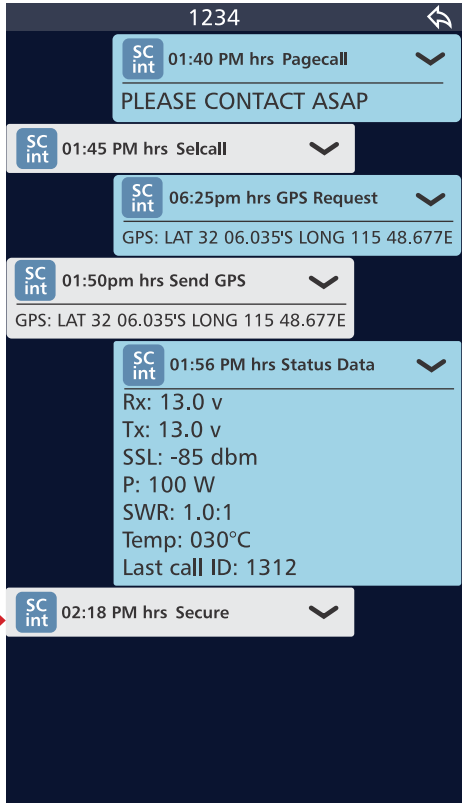 1234
SC
int
01:40 PM hrs Pagecall
PLEASE CONTACT ASAP
SC
int
01:45 PM hrs Selcall
SC
int
06:25pm hrs GPS Request
GPS: LAT 32 06.035'S LONG 115 48.677E
SC
int
01:50pm hrs Send GPS
GPS: LAT 32 06.035'S LONG 115 48.677E
SC
int
01:56 PM hrs Status Data
Rx: 13.0 v
Tx: 13.0 v
SSL: -85 dbm
P: 100 W
SWR: 1.0:1
Temp: 030°C
Last call ID: 1312
SC
int
02:18 PM hrs Secure